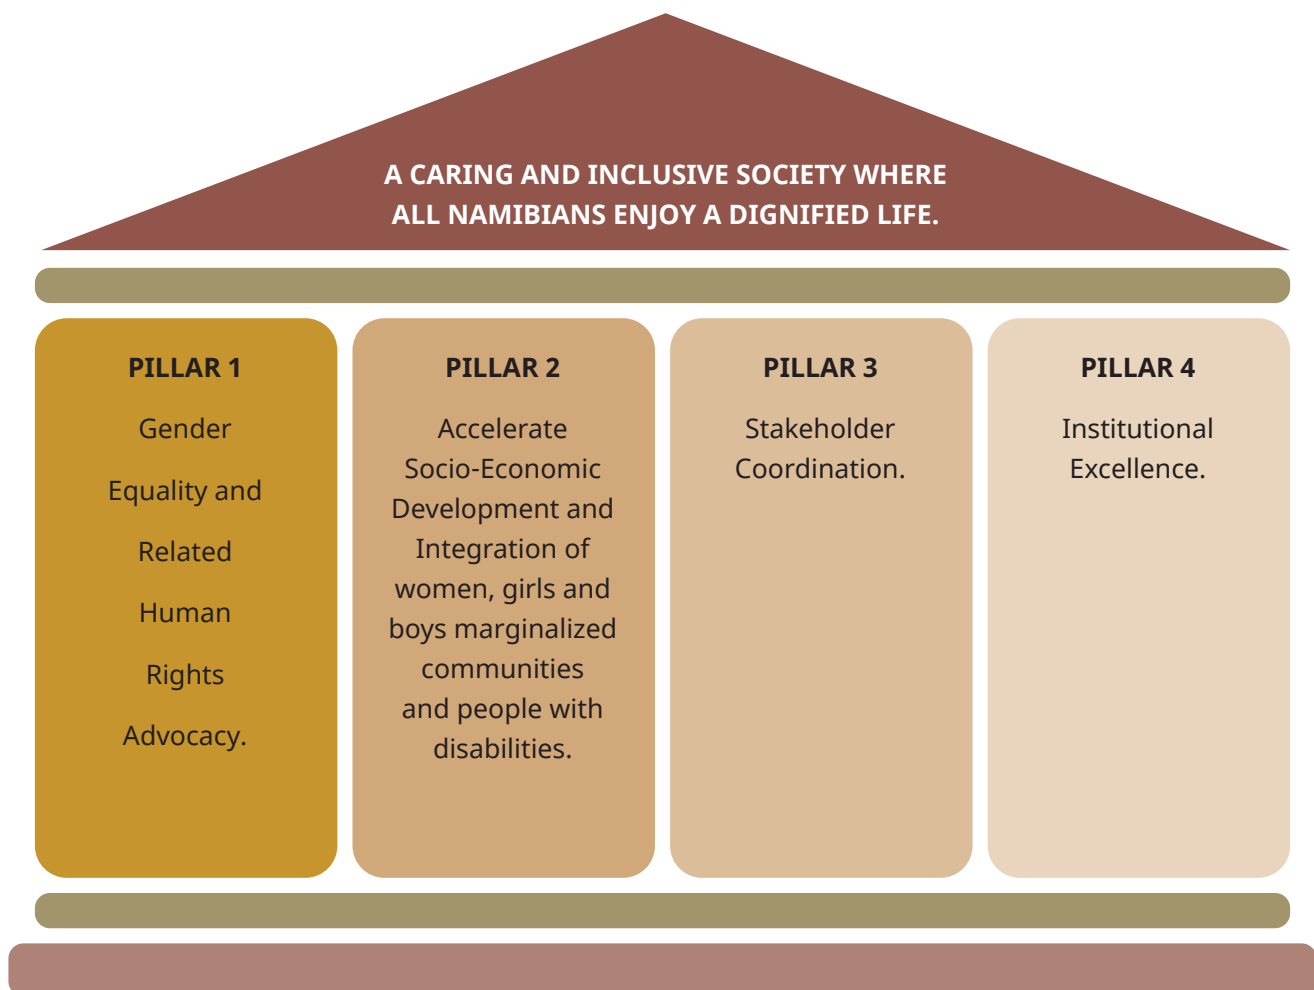 A CARING AND INCLUSIVE SOCIETY WHERE
ALL NAMIBIANS ENJOY A DIGNIFIED LIFE.
PILLAR 1
Gender
Equality and
Related
Human
Rights
Advocacy.
PILLAR 2
Accelerate
Socio-Economic
Development and
Integration of
women, girls and
boys marginalized
communities
and people with
disabilities.
PILLAR 3
Stakeholder
Coordination.
PILLAR 4
Institutional
Excellence.